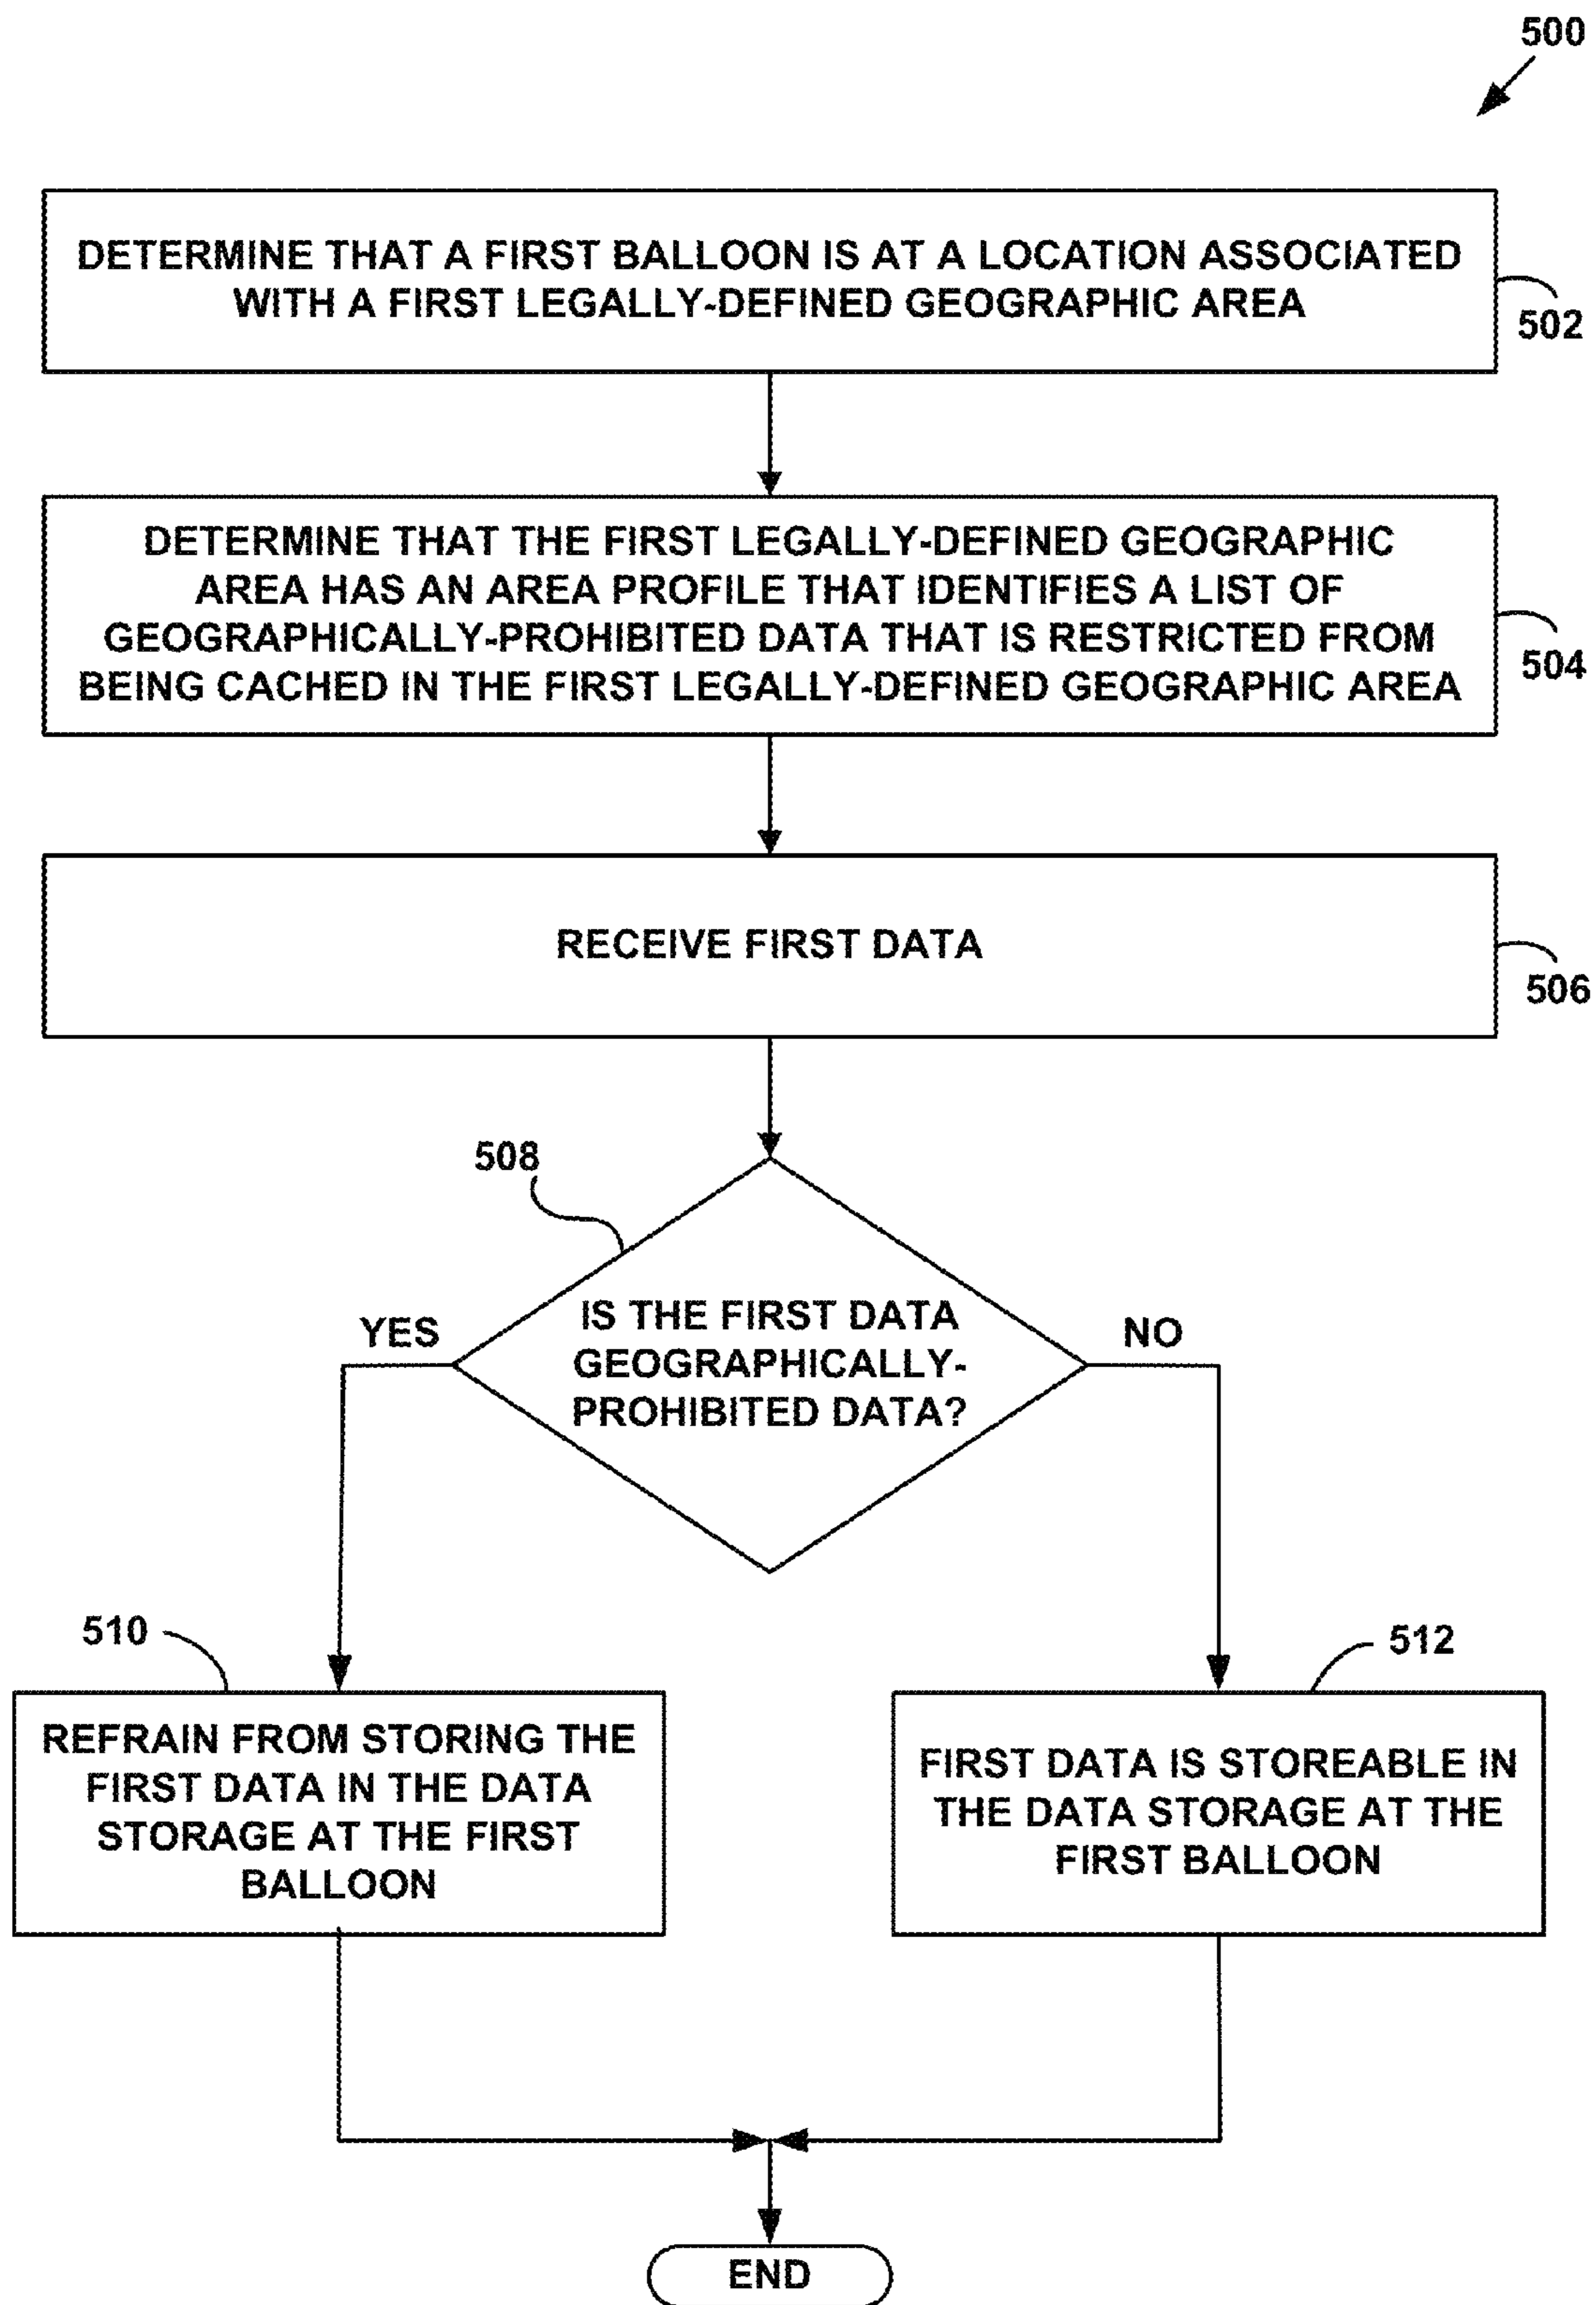 500
DETERMINE THAT A FIRST BALLOON IS AT A LOCATION ASSOCIATED
WITH A FIRST LEGALLY-DEFINED GEOGRAPHIC AREA
502
DETERMINE THAT THE FIRST LEGALLY-DEFINED GEOGRAPHIC
AREA HAS AN AREA PROFILE THAT IDENTIFIES A LIST OF
GEOGRAPHICALLY-PROHIBITED DATA THAT IS RESTRICTED FROM
BEING CACHED IN THE FIRST LEGALLY-DEFINED GEOGRAPHIC AREA
504
RECEIVE FIRST DATA
506
508
IS THE FIRST DATA
GEOGRAPHICALLY-
PROHIBITED DATA?
YES
NO
510
REFRAIN FROM STORING THE
FIRST DATA IN THE DATA
STORAGE AT THE FIRST
BALLOON
512
FIRST DATA IS STOREABLE IN
THE DATA STORAGE AT THE
FIRST BALLOON
END